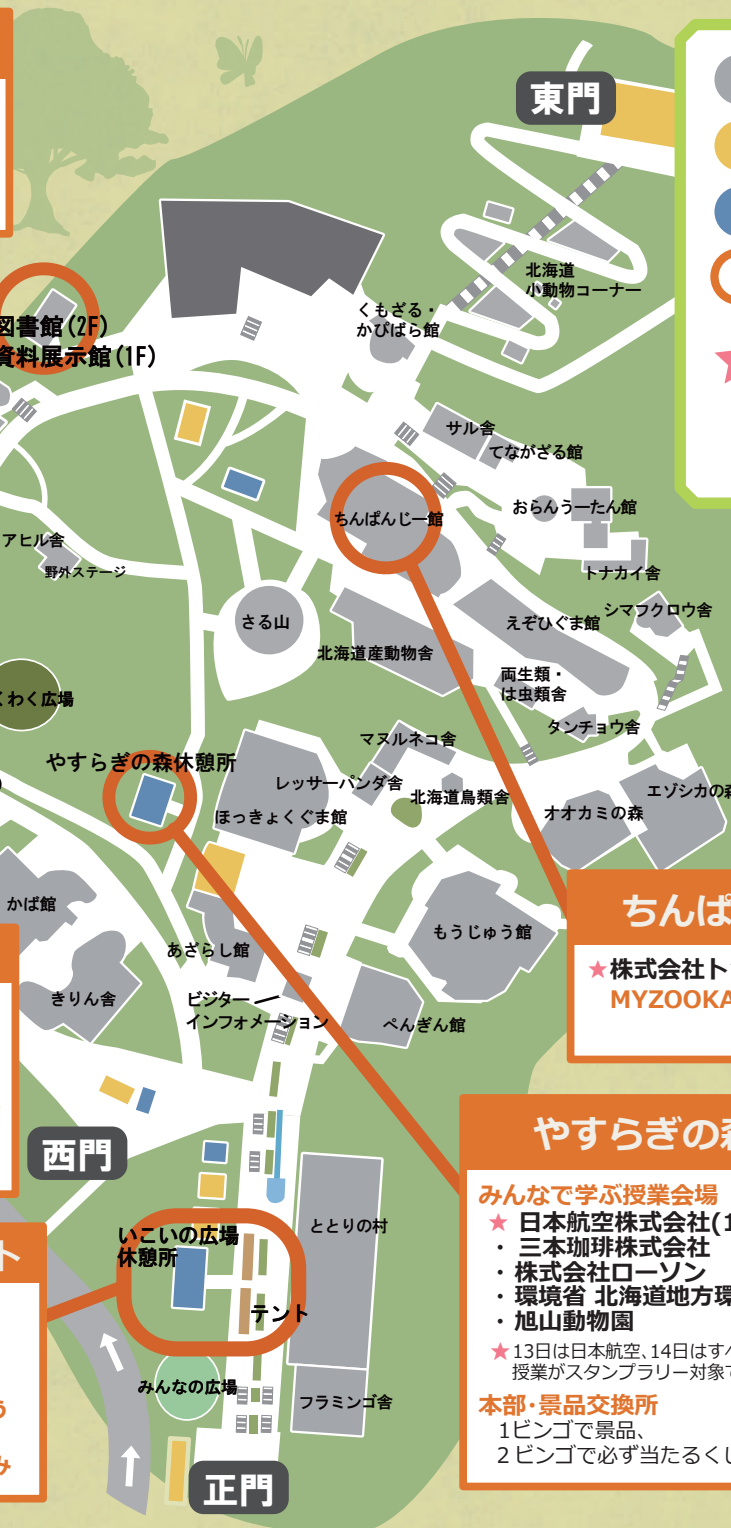 東門
北海道
小動物コーナー
くもざる・
かぴばら館
図書館(2F)
資料展示館(1F)
サル舎
てながざる館
ちんぱんじー館
おらんうーたん館
アヒル舎
野外ステージ
トナカイ舎
シマフクロウ舎
さる山
えぞひぐま館
北海道産動物舎
両生類・
は虫類舎
くわく広場
タンチョウ舎
マヌルネコ舎
やすらぎの森休憩所
レッサーパンダ舎
北海道鳥類舎
エゾシカの森
ほっきょくぐま館
オオカミの森
かば館
もうじゅう館
あざらし館
きりん舎
ビジター
インフォメーション
ぺんぎん館
ちんぱ
★株式会社ト
MYZOOKA
西門
やすらぎの森
みんなで学ぶ授業会場
★ 日本航空株式会社(1
・ 三本珈琲株式会社
・ 株式会社ローソン
・ 環境省 北海道地方環
・ 旭山動物園
★13日は日本航空、14日はすべ
授業がスタンプラリー対象で
本部・景品交換所
1ビンゴで景品、
2ビンゴで必ず当たるくじ
いこいの広場
休憩所
ととりの村
テント
みんなの広場
フラミンゴ舎
ト
う
み
正門